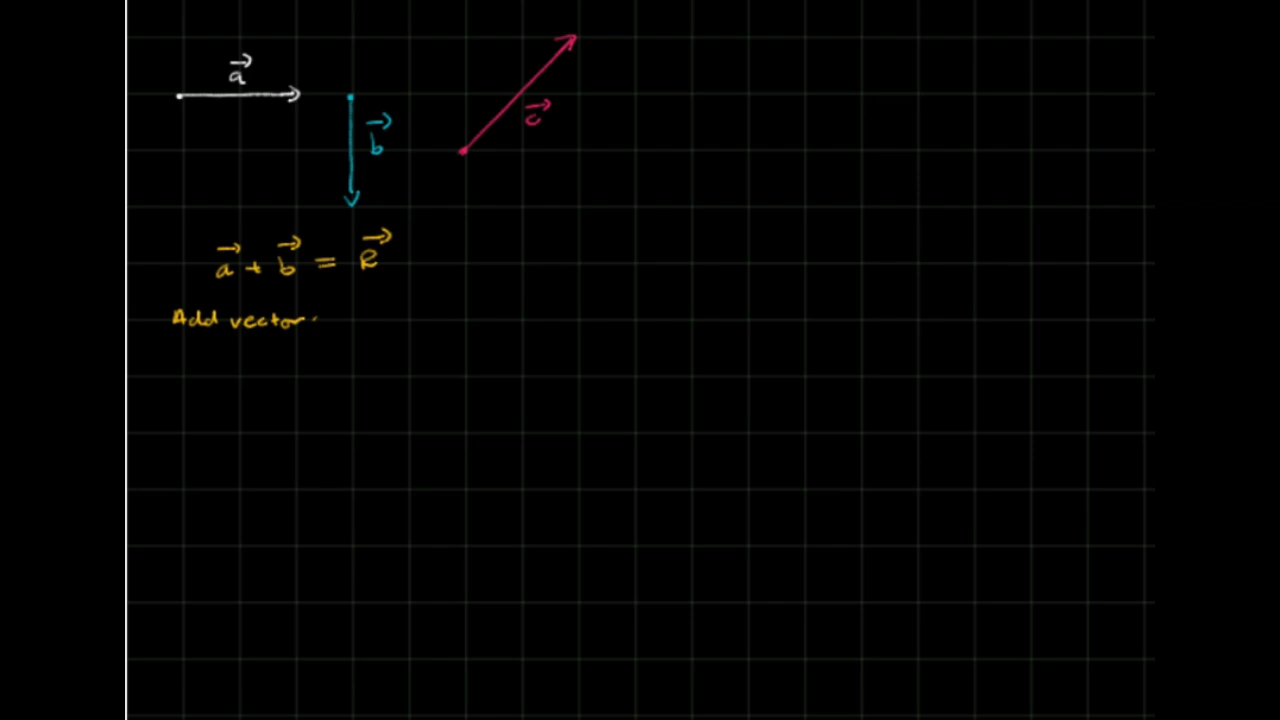 a⃗
b⃗
c⃗
a⃗ + b⃗ = R⃗
Add vector